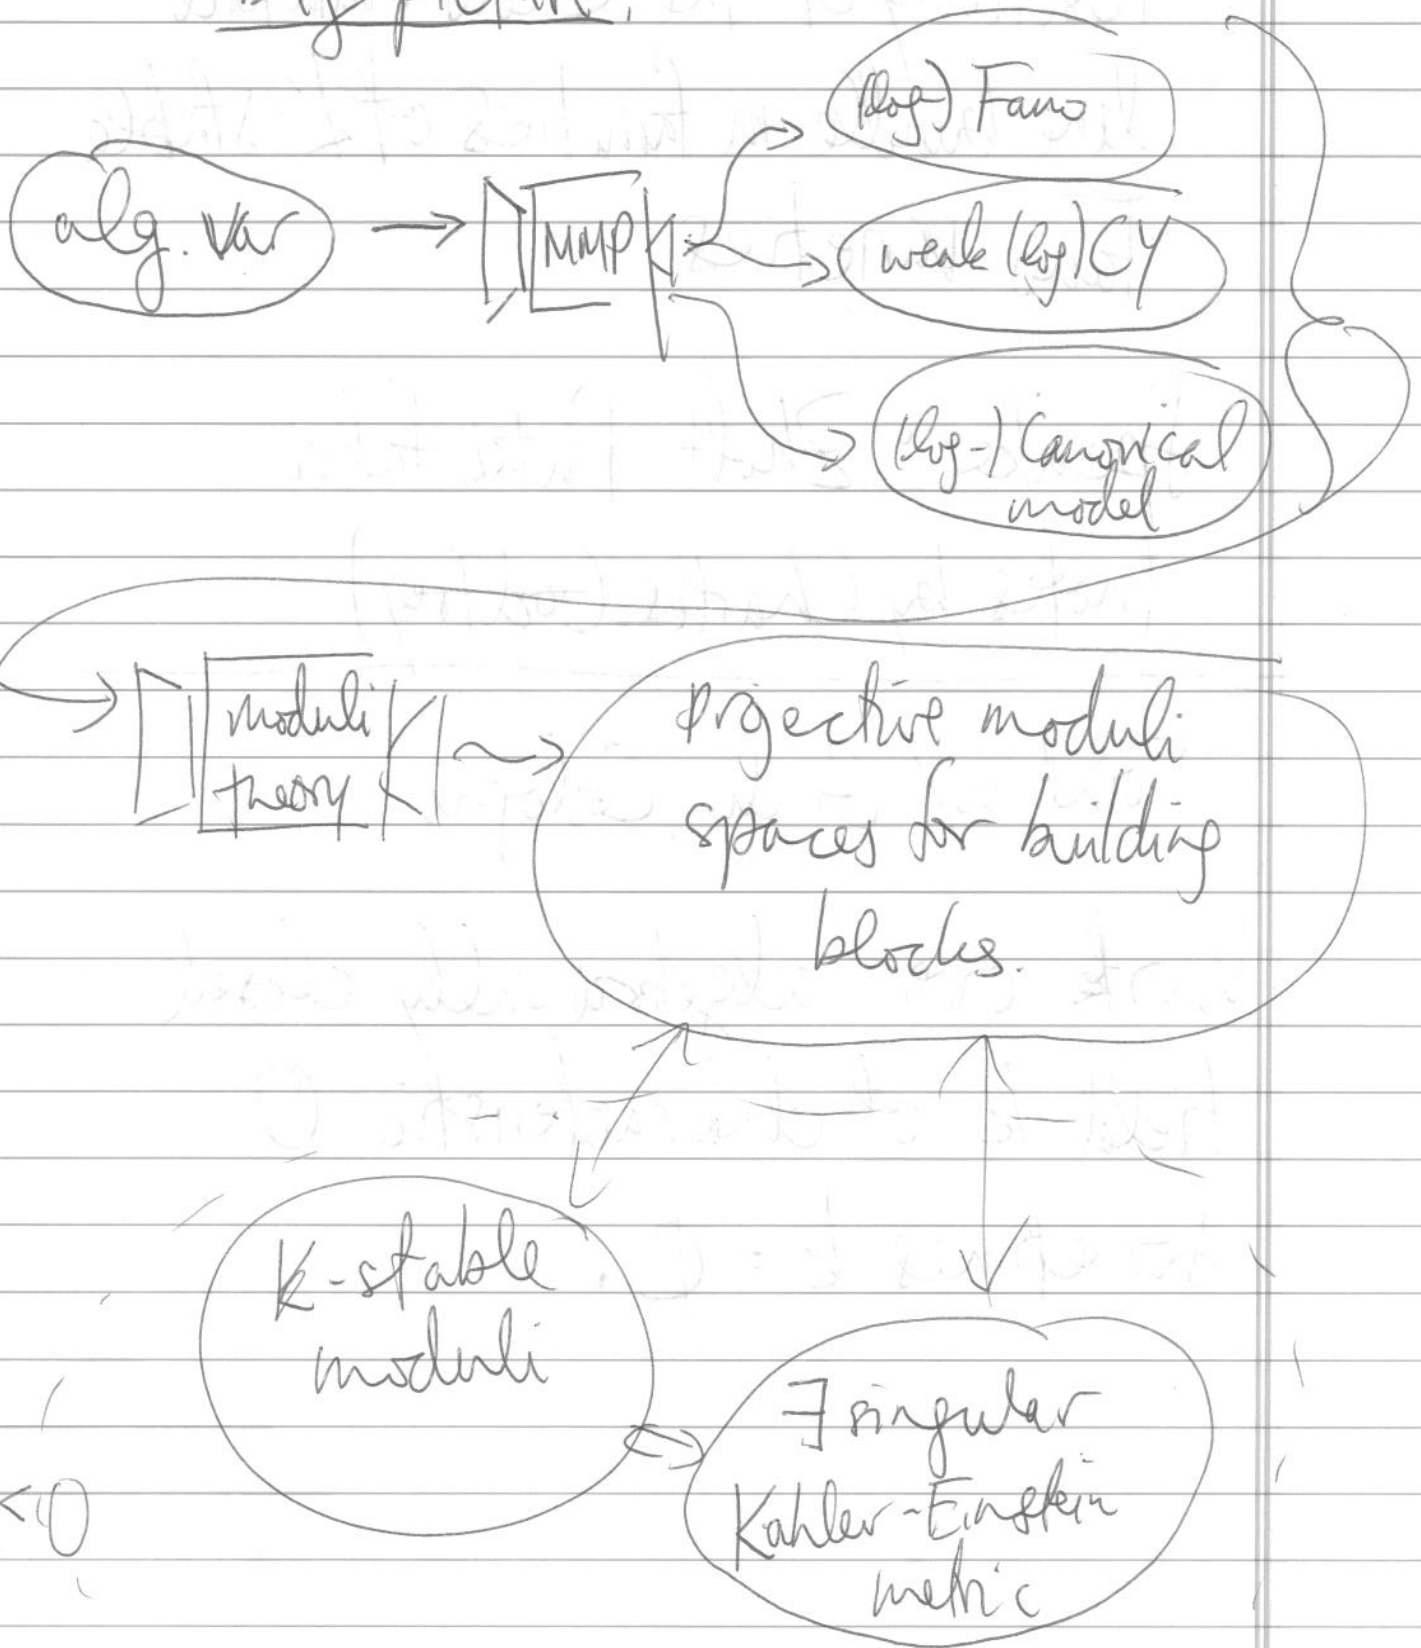 (log-) Fano
alg. var
MMP
weak (log) CY
(log-) Canonical
model
moduli
theory
projective moduli
spaces for building
blocks.
K-stable
moduli
∃ singular
Kahler-Einstein
metric
<0